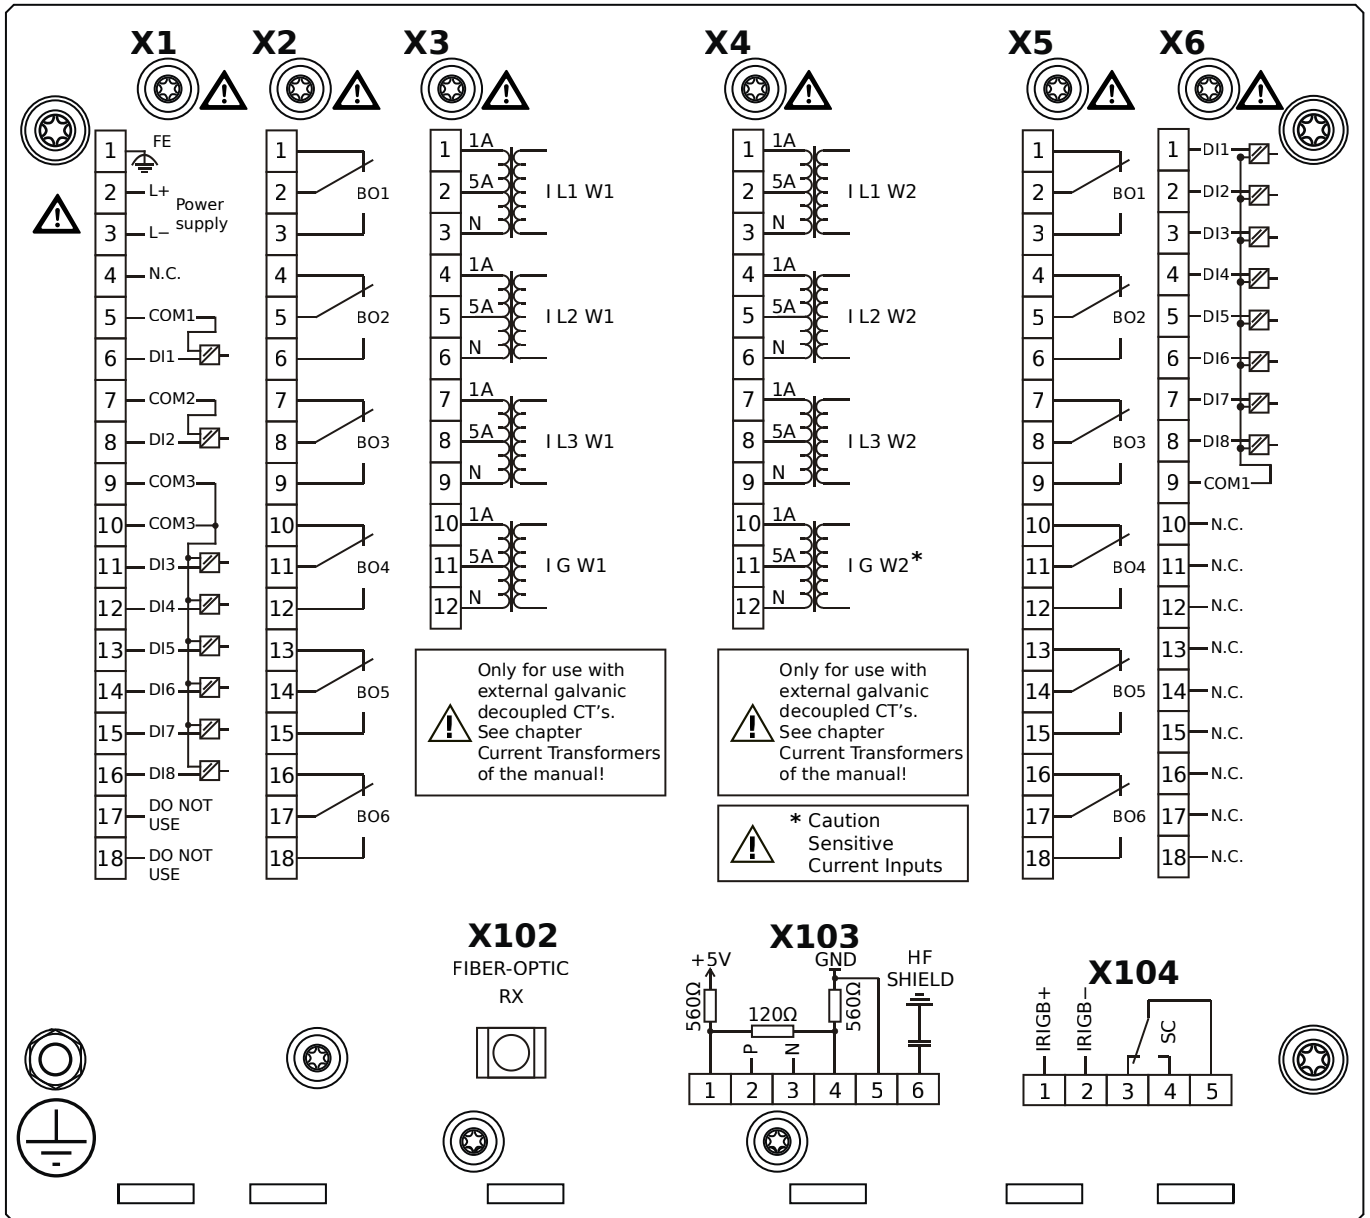 X1
X2
X3
X4
X5
X6
1
FE
2
L+
Power
supply
3
L−
4
N.C.
5
COM1
6
DI1
7
COM2
8
DI2
9
COM3
10
COM3
11
DI3
12
DI4
13
DI5
14
DI6
15
DI7
16
DI8
17
DO NOT
USE
18
DO NOT
USE
1
2
BO1
3
4
5
BO2
6
7
8
BO3
9
10
11
BO4
12
13
14
BO5
15
16
17
BO6
18
1
1A
2
5A
I L1 W1
3
N
4
1A
5
5A
I L2 W1
6
N
7
1A
8
5A
I L3 W1
9
N
10
1A
11
5A
I G W1
12
N
Only for use with
external galvanic
decoupled CT's.
See chapter
Current Transformers
of the manual!
1
1A
2
5A
I L1 W2
3
N
4
1A
5
5A
I L2 W2
6
N
7
1A
8
5A
I L3 W2
9
N
10
1A
11
5A
I G W2*
12
N
Only for use with
external galvanic
decoupled CT's.
See chapter
Current Transformers
of the manual!
* Caution
Sensitive
Current Inputs
1
2
BO1
3
4
5
BO2
6
7
8
BO3
9
10
11
BO4
12
13
14
BO5
15
16
17
BO6
18
1
DI1
2
DI2
3
DI3
4
DI4
5
DI5
6
DI6
7
DI7
8
DI8
9
COM1
10
N.C.
11
N.C.
12
N.C.
13
N.C.
14
N.C.
15
N.C.
16
N.C.
17
N.C.
18
N.C.
X102
FIBER-OPTIC
RX
X103
+5V
GND
HF
SHIELD
560Ω
120Ω
560Ω
P
N
1 2 3 4 5 6
X104
IRIGB+
IRIGB−
SC
1 2 3 4 5